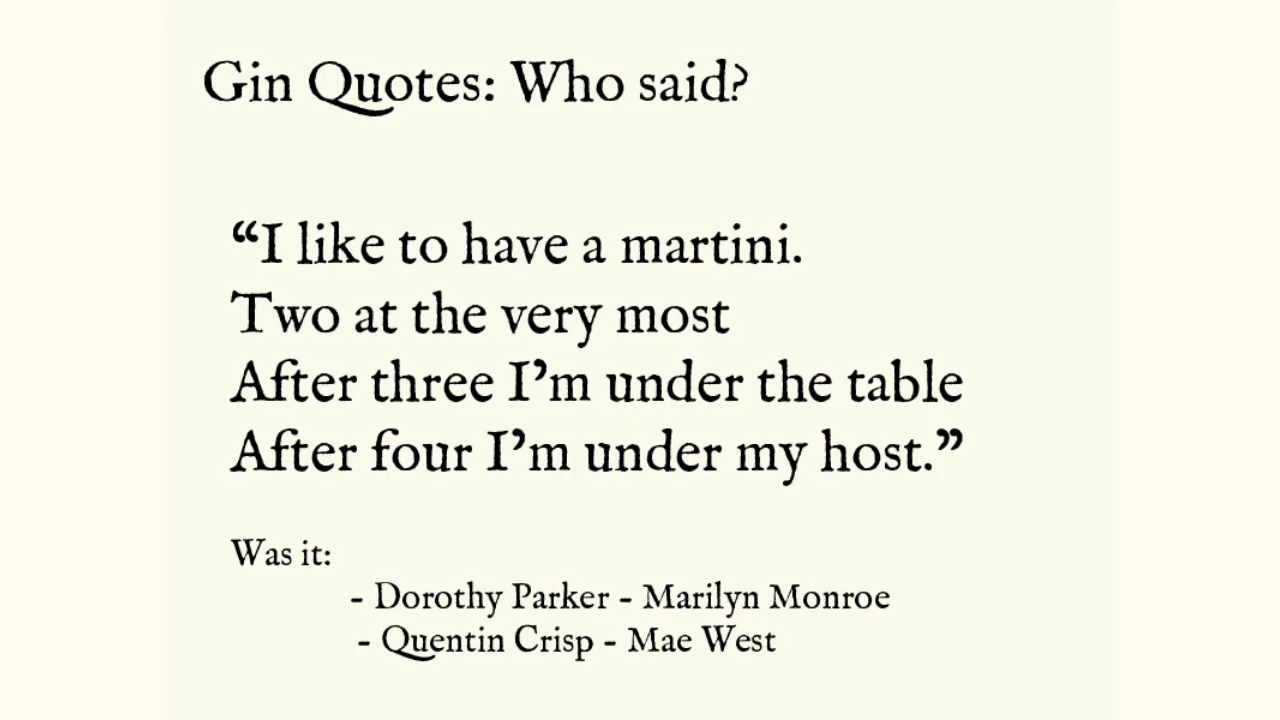 Gin Quotes: Who said?
“I like to have a martini.
Two at the very most
After three I’m under the table
After four I’m under my host.”
Was it:
- Dorothy Parker - Marilyn Monroe
- Quentin Crisp - Mae West